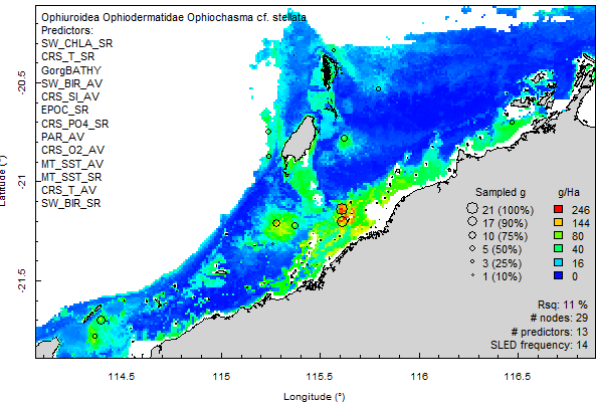 Ophiuroidea Ophiodermatidae Ophiochasma cf. stellata
Predictors:
SW_CHLA_SR
CRS_T_SR
GorgBATHY
SW_BIR_AV
CRS_SI_AV
EPOC_SR
CRS_PO4_SR
PAR_AV
CRS_O2_AV
MT_SST_AV
MT_SST_SR
CRS_T_AV
SW_BIR_SR
Latitude (°)
-20.5
-21
-21.5
Sampled g g/Ha
21 (100%) 246
17 (90%) 144
10 (75%) 80
5 (50%) 40
3 (25%) 16
1 (10%) 0
Rsq: 11 %
# nodes: 29
# predictors: 13
SLED frequency: 14
114.5 115 115.5 116 116.5
Longitude (°)